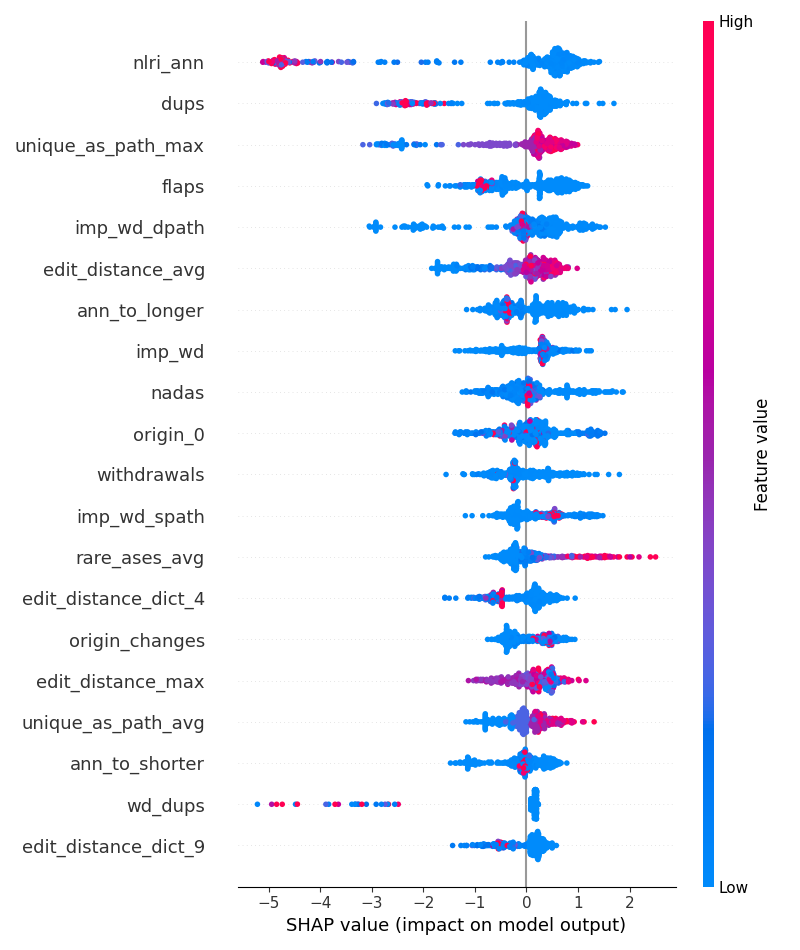 High
nlri_ann
dups
unique_as_path_max
flaps
imp_wd_dpath
edit_distance_avg
ann_to_longer
imp_wd
nadas
origin_0
withdrawals
imp_wd_spath
rare_ases_avg
edit_distance_dict_4
origin_changes
edit_distance_max
unique_as_path_avg
ann_to_shorter
wd_dups
edit_distance_dict_9
Feature value
Low
−5 −4 −3 −2 −1 0 1 2
SHAP value (impact on model output)